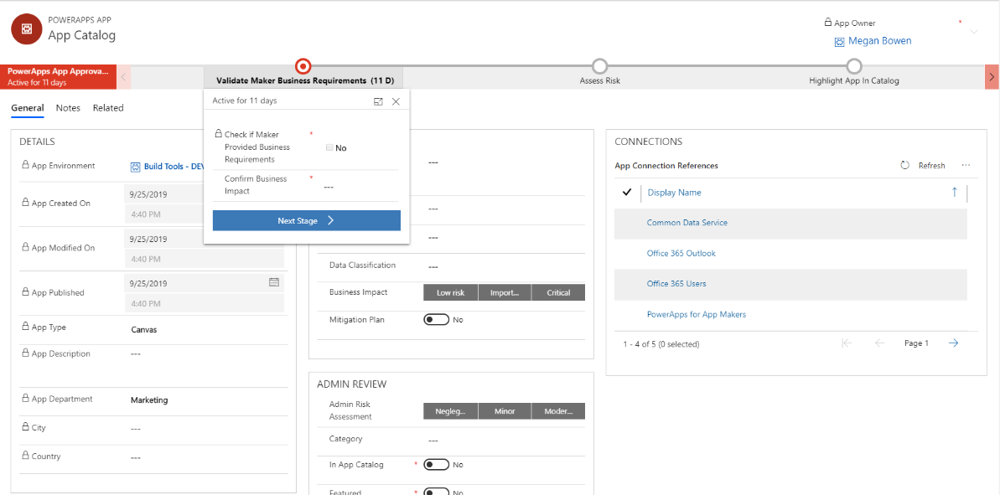 POWERAPPS APP
App Catalog
App Owner
*
Megan Bowen
PowerApps App Approva...
Active for 11 days
Validate Maker Business Requirements (11 D)
Assess Risk
Highlight App In Catalog
General Notes Related
Active for 11 days
Check if Maker
Provided Business
Requirements
*
No
Confirm Business
Impact
*
---
Next Stage
DETAILS
App Environment
Build Tools - DEV
App Created On
9/25/2019
4:40 PM
App Modified On
9/25/2019
4:40 PM
App Published
9/25/2019
4:40 PM
App Type
Canvas
App Description
---
App Department
Marketing
City
---
Country
---
---
---
---
Data Classification
---
Business Impact
Low risk Import... Critical
Mitigation Plan
No
ADMIN REVIEW
Admin Risk
Assessment
Negleg... Minor Moder...
Category
---
In App Catalog * No
Featured * No
CONNECTIONS
App Connection References
Refresh ...
Display Name ↑
Common Data Service
Office 365 Outlook
Office 365 Users
PowerApps for App Makers
1 - 4 of 5 (0 selected)
Page 1